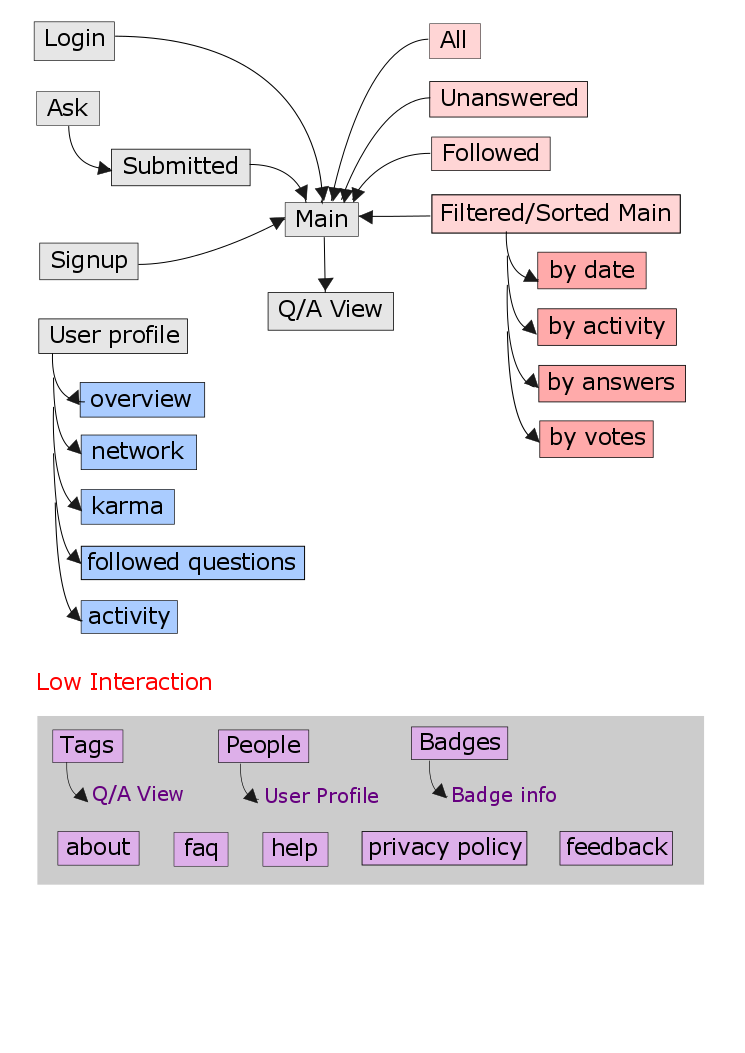 Login
All
Ask
Unanswered
Submitted
Followed
Main
Filtered/Sorted Main
Signup
by date
Q/A View
by activity
User profile
by answers
overview
by votes
network
karma
followed questions
activity
Low Interaction
Tags
People
Badges
Q/A View
User Profile
Badge info
about
faq
help
privacy policy
feedback